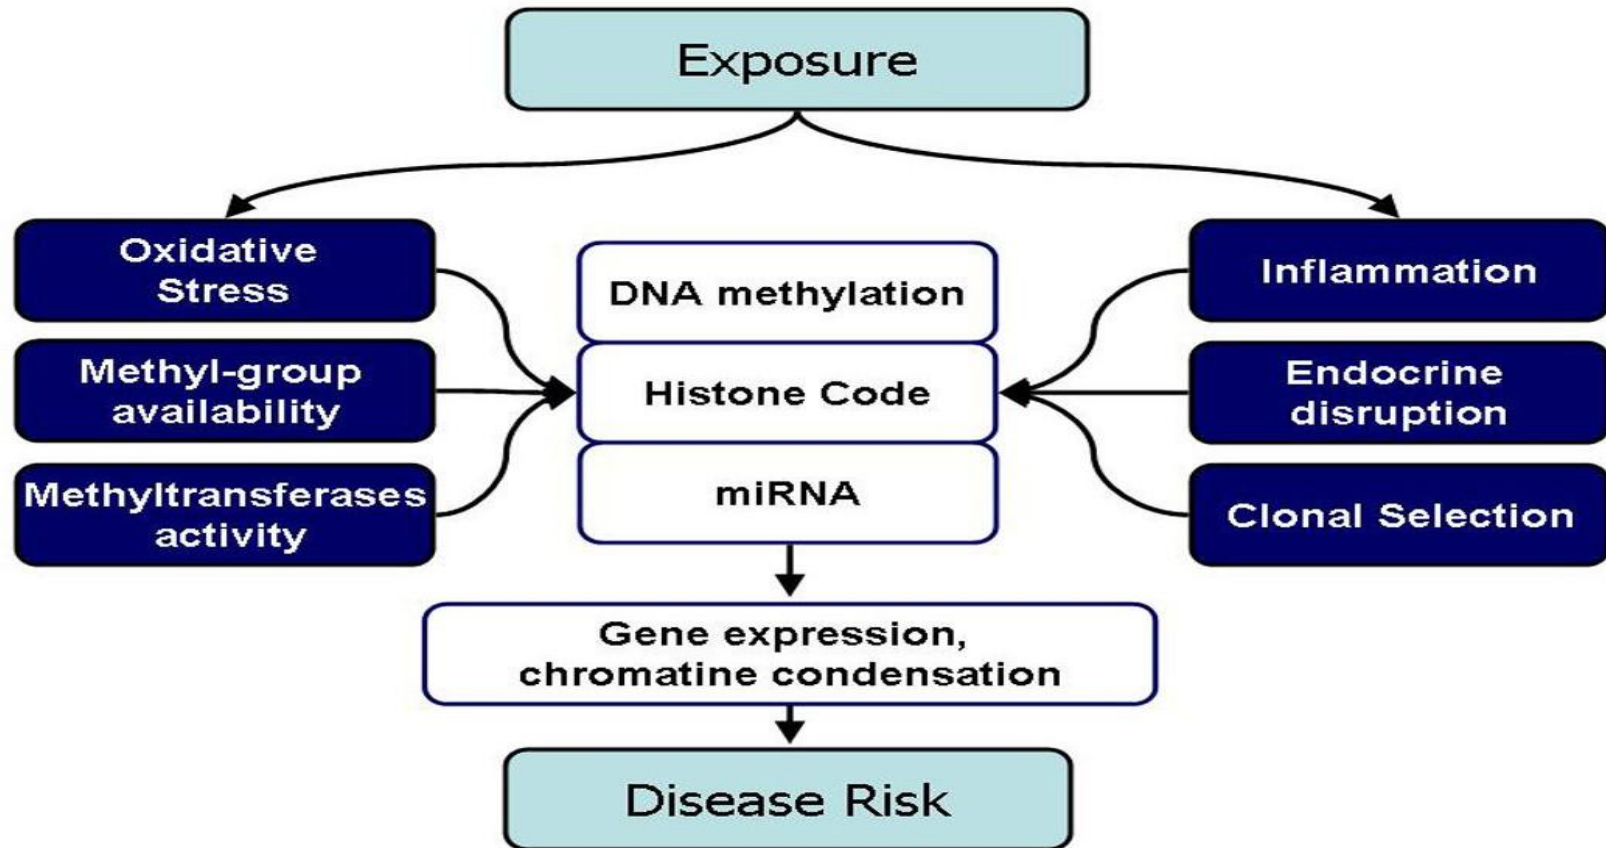 Exposure
Oxidative
Stress
Methyl-group
availability
Methyltransferases
activity
DNA methylation
Histone Code
miRNA
Inflammation
Endocrine
disruption
Clonal Selection
Gene expression,
chromatine condensation
Disease Risk